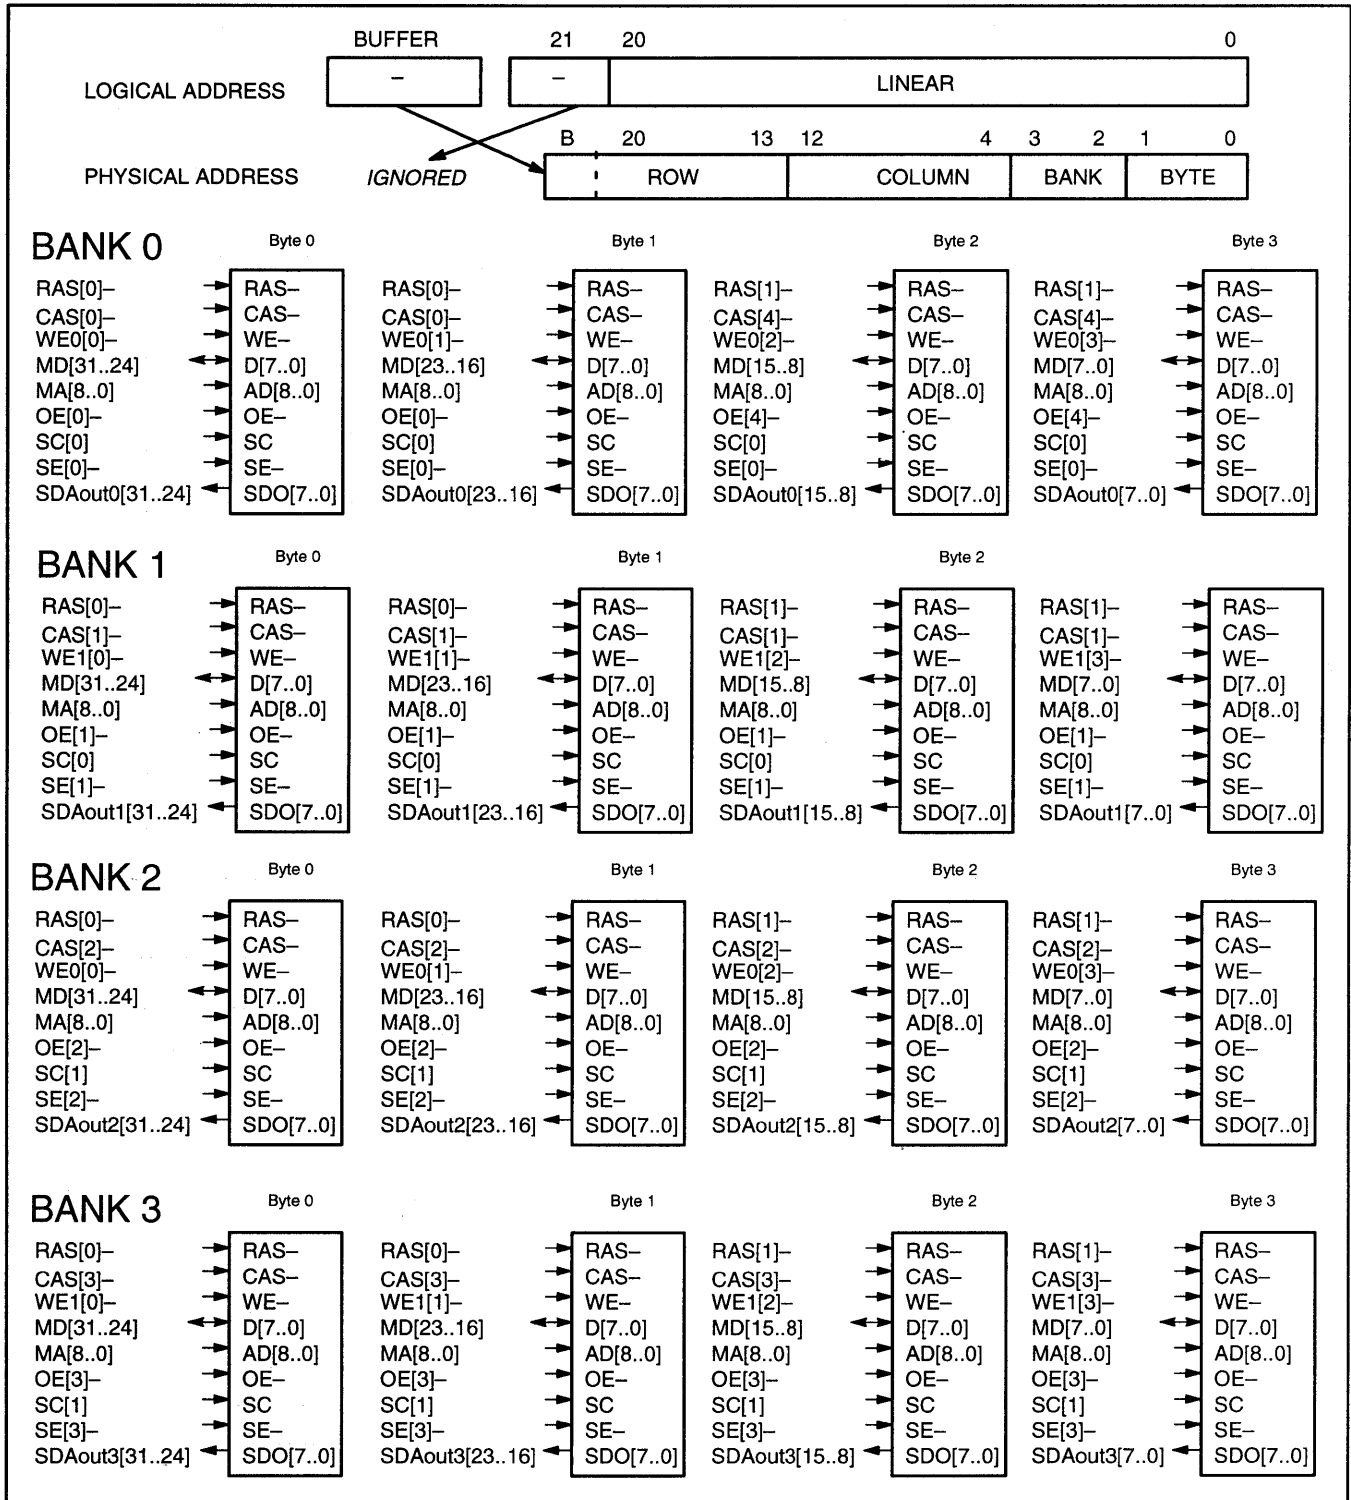 BUFFER 21 20 0
LOGICAL ADDRESS – – LINEAR
B 20 13 12 4 3 2 1 0
PHYSICAL ADDRESS IGNORED ROW COLUMN BANK BYTE
BANK 0 Byte 0 Byte 1 Byte 2 Byte 3
RAS[0]– RAS– RAS[0]– RAS– RAS[1]– RAS– RAS[1]– RAS–
CAS[0]– CAS– CAS[0]– CAS– CAS[4]– CAS– CAS[4]– CAS–
WE0[0]– WE– WE0[1]– WE– WE0[2]– WE– WE0[3]– WE–
MD[31..24] D[7..0] MD[23..16] D[7..0] MD[15..8] D[7..0] MD[7..0] D[7..0]
MA[8..0] AD[8..0] MA[8..0] AD[8..0] MA[8..0] AD[8..0] MA[8..0] AD[8..0]
OE[0]– OE– OE[0]– OE– OE[4]– OE– OE[4]– OE–
SC[0] SC SC[0] SC SC[0] SC SC[0] SC
SE[0]– SE– SE[0]– SE– SE[0]– SE– SE[0]– SE–
SDAout0[31..24] SDO[7..0] SDAout0[23..16] SDO[7..0] SDAout0[15..8] SDO[7..0] SDAout0[7..0] SDO[7..0]
BANK 1 Byte 0 Byte 1 Byte 2
RAS[0]– RAS– RAS[0]– RAS– RAS[1]– RAS– RAS[1]– RAS–
CAS[1]– CAS– CAS[1]– CAS– CAS[1]– CAS– CAS[1]– CAS–
WE1[0]– WE– WE1[1]– WE– WE1[2]– WE– WE1[3]– WE–
MD[31..24] D[7..0] MD[23..16] D[7..0] MD[15..8] D[7..0] MD[7..0] D[7..0]
MA[8..0] AD[8..0] MA[8..0] AD[8..0] MA[8..0] AD[8..0] MA[8..0] AD[8..0]
OE[1]– OE– OE[1]– OE– OE[1]– OE– OE[1]– OE–
SC[0] SC SC[0] SC SC[0] SC SC[0] SC
SE[1]– SE– SE[1]– SE– SE[1]– SE– SE[1]– SE–
SDAout1[31..24] SDO[7..0] SDAout1[23..16] SDO[7..0] SDAout1[15..8] SDO[7..0] SDAout1[7..0] SDO[7..0]
BANK 2 Byte 0 Byte 1 Byte 2 Byte 3
RAS[0]– RAS– RAS[0]– RAS– RAS[1]– RAS– RAS[1]– RAS–
CAS[2]– CAS– CAS[2]– CAS– CAS[2]– CAS– CAS[2]– CAS–
WE0[0]– WE– WE0[1]– WE– WE0[2]– WE– WE0[3]– WE–
MD[31..24] D[7..0] MD[23..16] D[7..0] MD[15..8] D[7..0] MD[7..0] D[7..0]
MA[8..0] AD[8..0] MA[8..0] AD[8..0] MA[8..0] AD[8..0] MA[8..0] AD[8..0]
OE[2]– OE– OE[2]– OE– OE[2]– OE– OE[2]– OE–
SC[1] SC SC[1] SC SC[1] SC SC[1] SC
SE[2]– SE– SE[2]– SE– SE[2]– SE– SE[2]– SE–
SDAout2[31..24] SDO[7..0] SDAout2[23..16] SDO[7..0] SDAout2[15..8] SDO[7..0] SDAout2[7..0] SDO[7..0]
BANK 3 Byte 0 Byte 1 Byte 2 Byte 3
RAS[0]– RAS– RAS[0]– RAS– RAS[1]– RAS– RAS[1]– RAS–
CAS[3]– CAS– CAS[3]– CAS– CAS[3]– CAS– CAS[3]– CAS–
WE1[0]– WE– WE1[1]– WE– WE1[2]– WE– WE1[3]– WE–
MD[31..24] D[7..0] MD[23..16] D[7..0] MD[15..8] D[7..0] MD[7..0] D[7..0]
MA[8..0] AD[8..0] MA[8..0] AD[8..0] MA[8..0] AD[8..0] MA[8..0] AD[8..0]
OE[3]– OE– OE[3]– OE– OE[3]– OE– OE[3]– OE–
SC[1] SC SC[1] SC SC[1] SC SC[1] SC
SE[3]– SE– SE[3]– SE– SE[3]– SE– SE[3]– SE–
SDAout3[31..24] SDO[7..0] SDAout3[23..16] SDO[7..0] SDAout3[15..8] SDO[7..0] SDAout3[7..0] SDO[7..0]